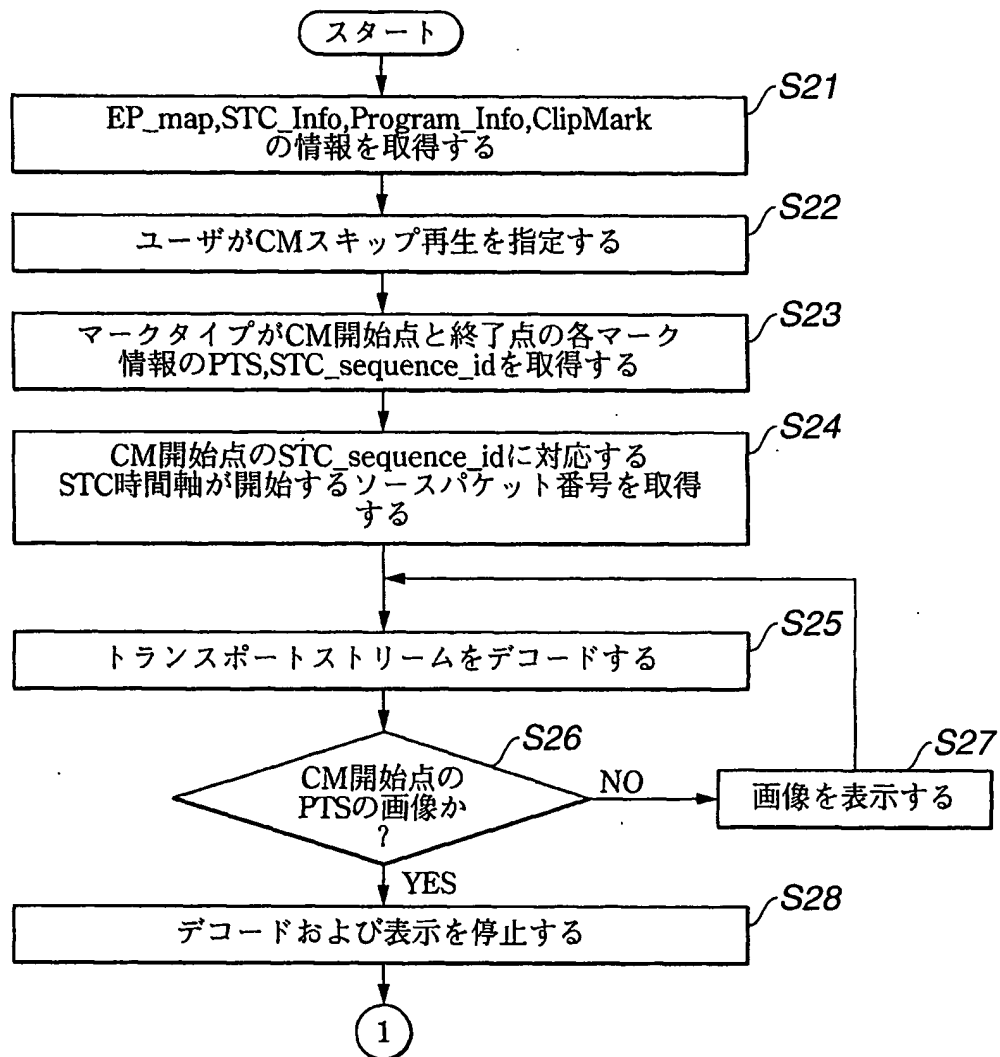 スタート
S21
EP_map,STC_Info,Program_Info,ClipMark
の情報を取得する
S22
ユーザがCMスキップ再生を指定する
S23
マークタイプがCM開始点と終了点の各マーク
情報のPTS,STC_sequence_idを取得する
S24
CM開始点のSTC_sequence_idに対応する
STC時間軸が開始するソースパケット番号を取得
する
S25
トランスポートストリームをデコードする
S26
CM開始点の
PTSの画像か
?
NO
S27
画像を表示する
YES
S28
デコードおよび表示を停止する
1